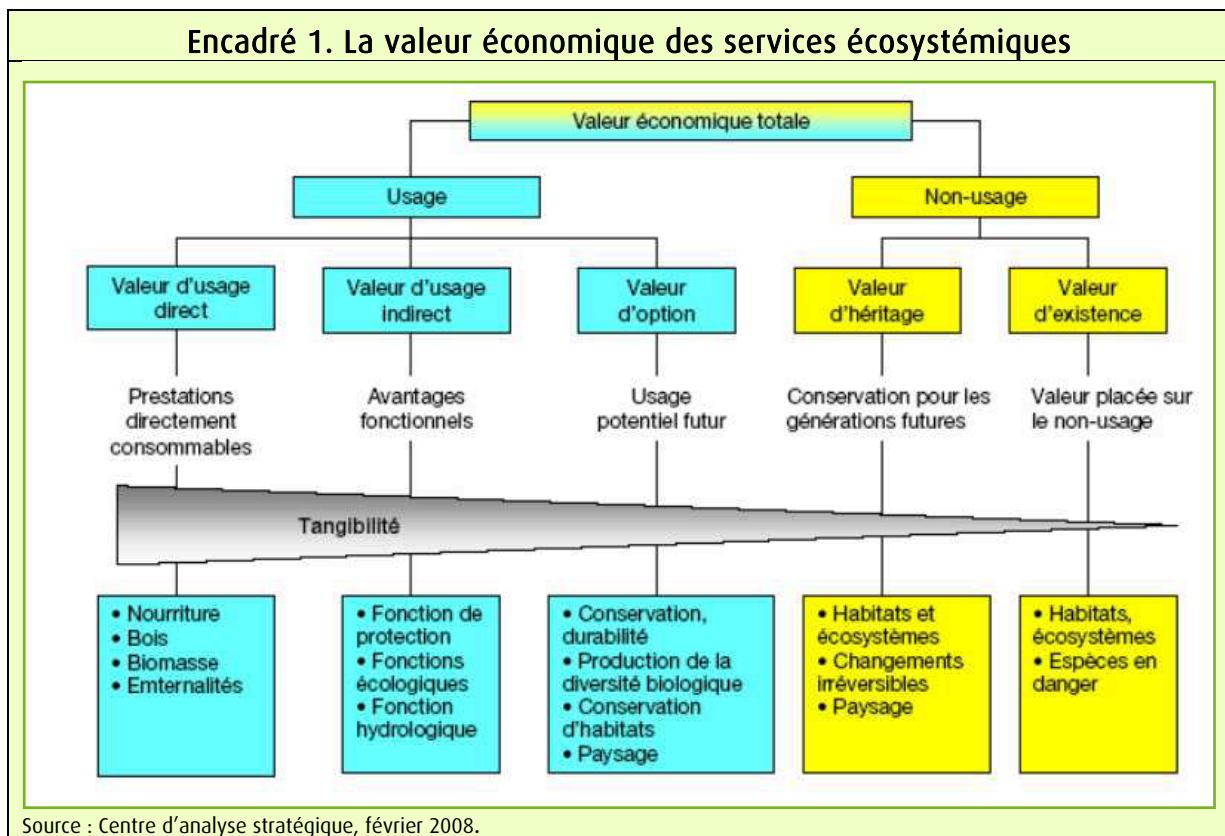 Encadré 1. La valeur économique des services écosystémiques
Valeur économique totale
Usage
Non-usage
Valeur d'usage
direct
Valeur d'usage
indirect
Valeur
d'option
Valeur
d'héritage
Valeur
d'existence
Prestations
directement
consommables
Avantages
fonctionnels
Usage
potentiel futur
Conservation pour les
générations futures
Valeur placée sur
le non-usage
Tangibilité
• Nourriture
• Bois
• Biomasse
• Emternalités
• Fonction de
protection
• Fonctions
écologiques
• Fonction
hydrologique
• Conservation,
durabilité
• Production de la
diversité biologique
• Conservation
d'habitats
• Paysage
• Habitats et
écosystèmes
• Changements
irréversibles
• Paysage
• Habitats,
écosystèmes
• Espèces en
danger
Source : Centre d'analyse stratégique, février 2008.